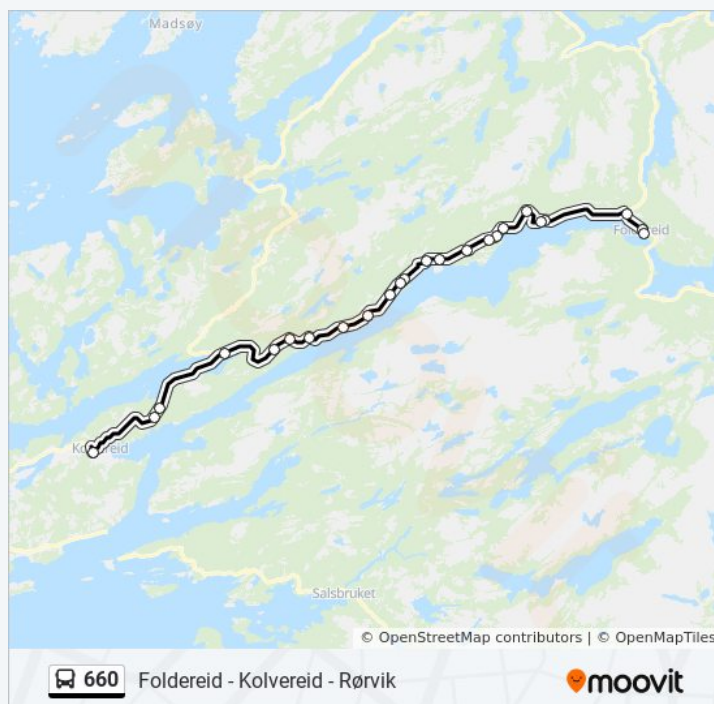 Madsøy
Foldereid
Kolvereid
Salsbruket
© OpenStreetMap contributors | © OpenMapTiles
660 Foldereid - Kolvereid - Rørvik
moovit